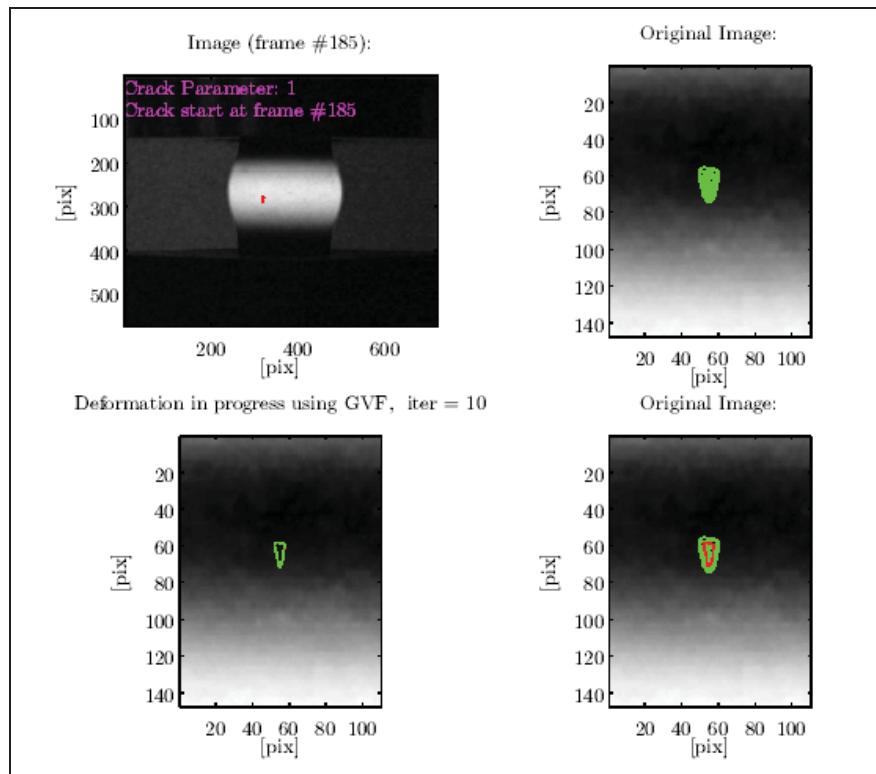 Image (frame #185):
Crack Parameter: 1
Crack start at frame #185
100
200
300
400
500
[pix]
200 400 600
[pix]
Original Image:
20
40
60
80
100
120
140
[pix]
20 40 60 80 100
[pix]
Deformation in progress using GVF, iter = 10
20
40
60
80
100
120
140
[pix]
20 40 60 80 100
[pix]
Original Image:
20
40
60
80
100
120
140
[pix]
20 40 60 80 100
[pix]